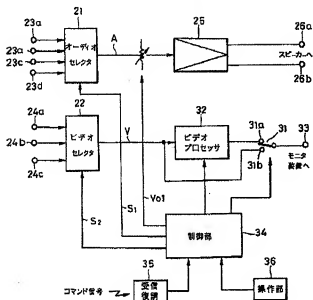 21
25
23a
オーディオ
セレクタ
A
26a
23a
23c
スピーカーへ
23d
26b
22
24a
32
31a
31
33
ビデオ
セレクタ
V
ビデオ
プロセッサ
24b
モニタ
装置へ
31b
24c
S1
Vol
S2
制御部
34
35
36
コマンド信号
受信
復調
操作部